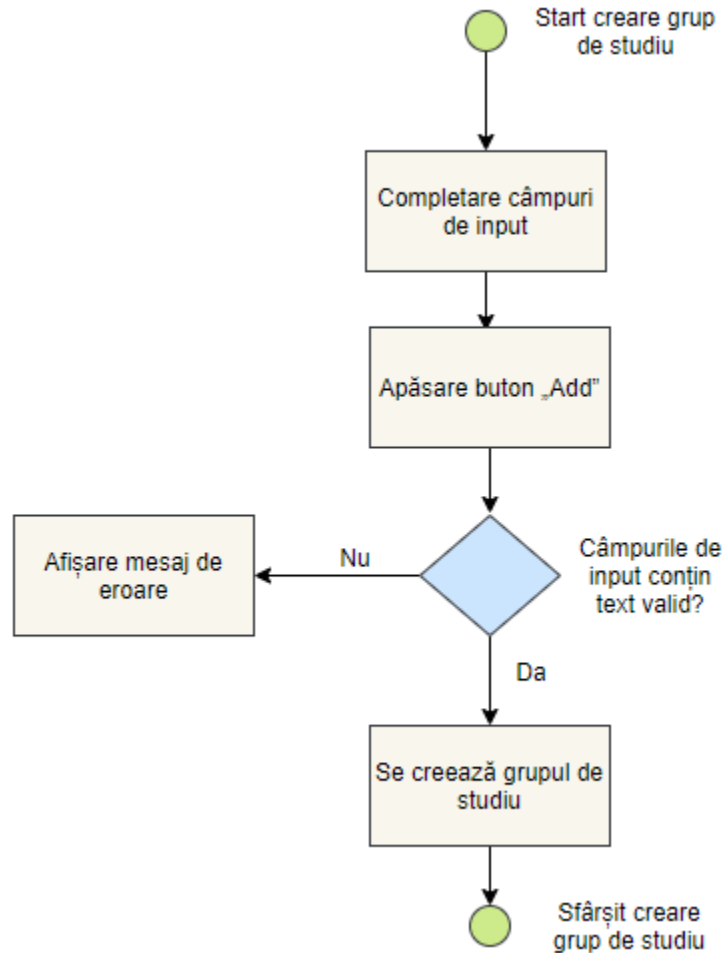 Start creare grup
de studiu
Completare câmpuri
de input
Apăsare buton „Add”
Câmpurile de
input conțin
text valid?
Nu
Afișare mesaj de
eroare
Da
Se creează grupul de
studiu
Sfârșit creare
grup de studiu